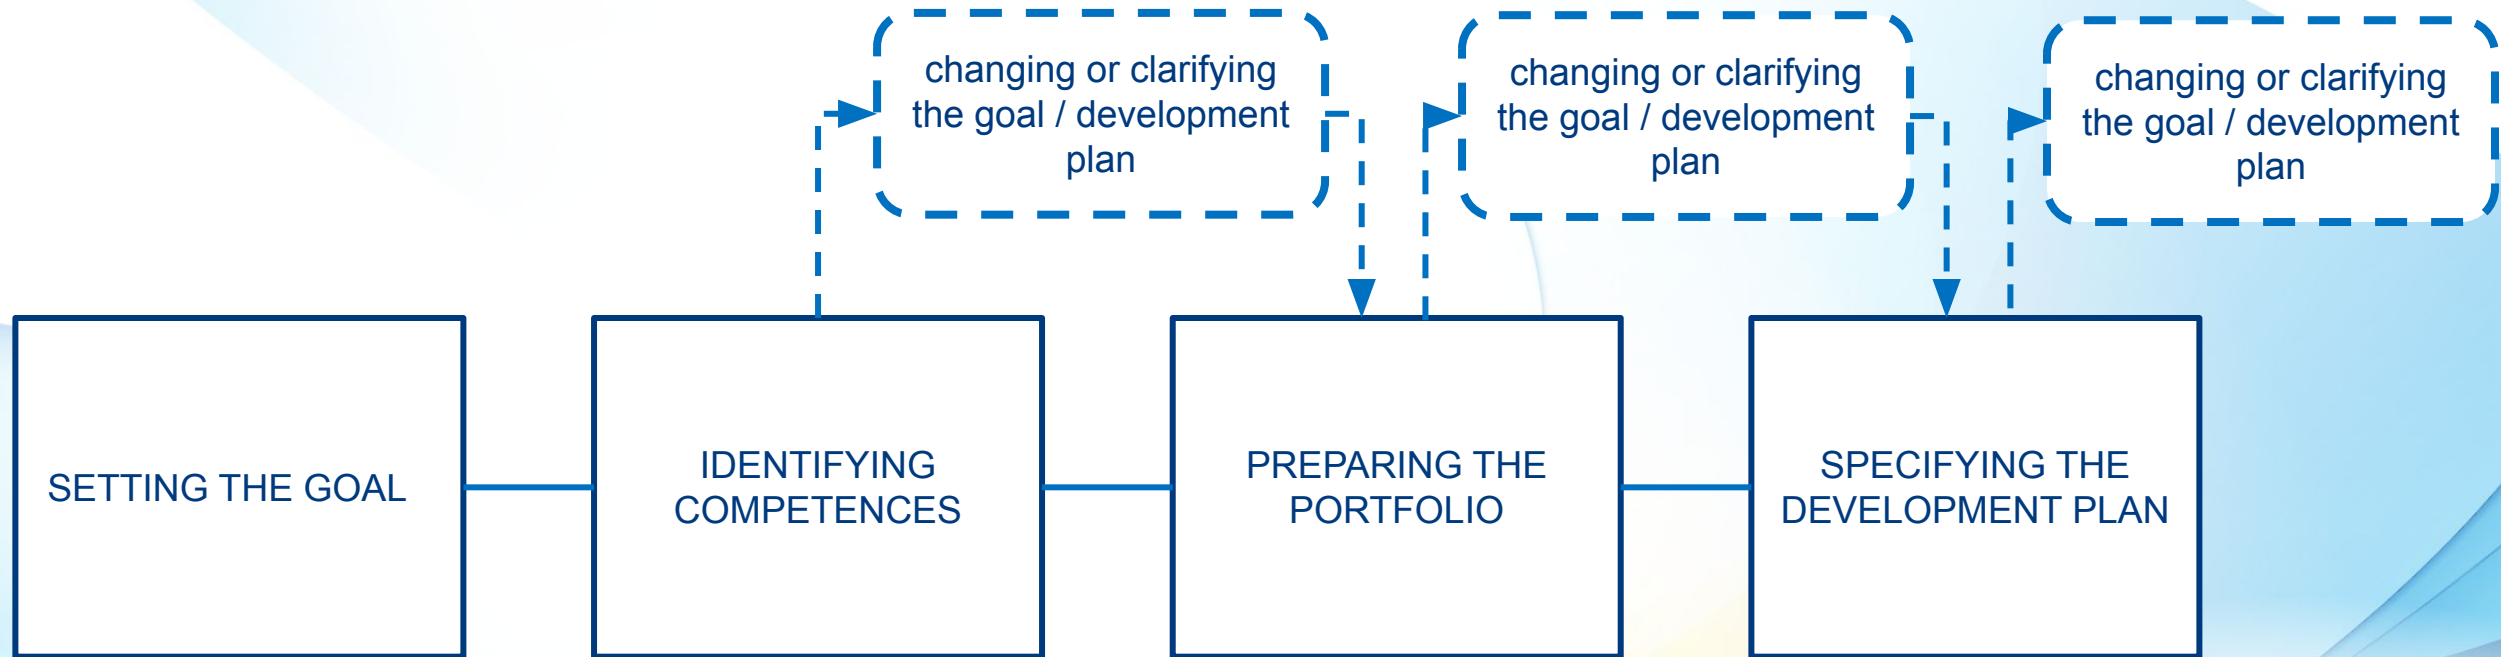 changing or clarifying
the goal / development
plan
changing or clarifying
the goal / development
plan
changing or clarifying
the goal / development
plan
SETTING THE GOAL
IDENTIFYING
COMPETENCES
PREPARING THE
PORTFOLIO
SPECIFYING THE
DEVELOPMENT PLAN